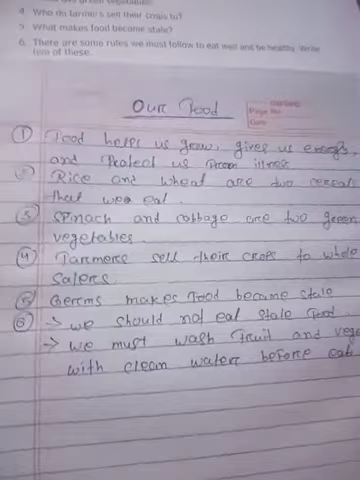 4. Who do farmers sell their crops to?
5. What makes food become stale?
6. There are some rules we must follow to eat well and be healthy. Write
two of these.
Our Food
Page No
Date
① Food helps us grow, gives us energy,
and Protect us from illness
② Rice and wheat are two cereals
that wee eat.
③ Spinach and cabbage are two green
vegetables.
④ Farmers sell their crops to whole
salers.
⑤ Germs makes food become stale
⑥ → we should not eat stale food.
→ we must wash fruit and vege
with clean water before eat